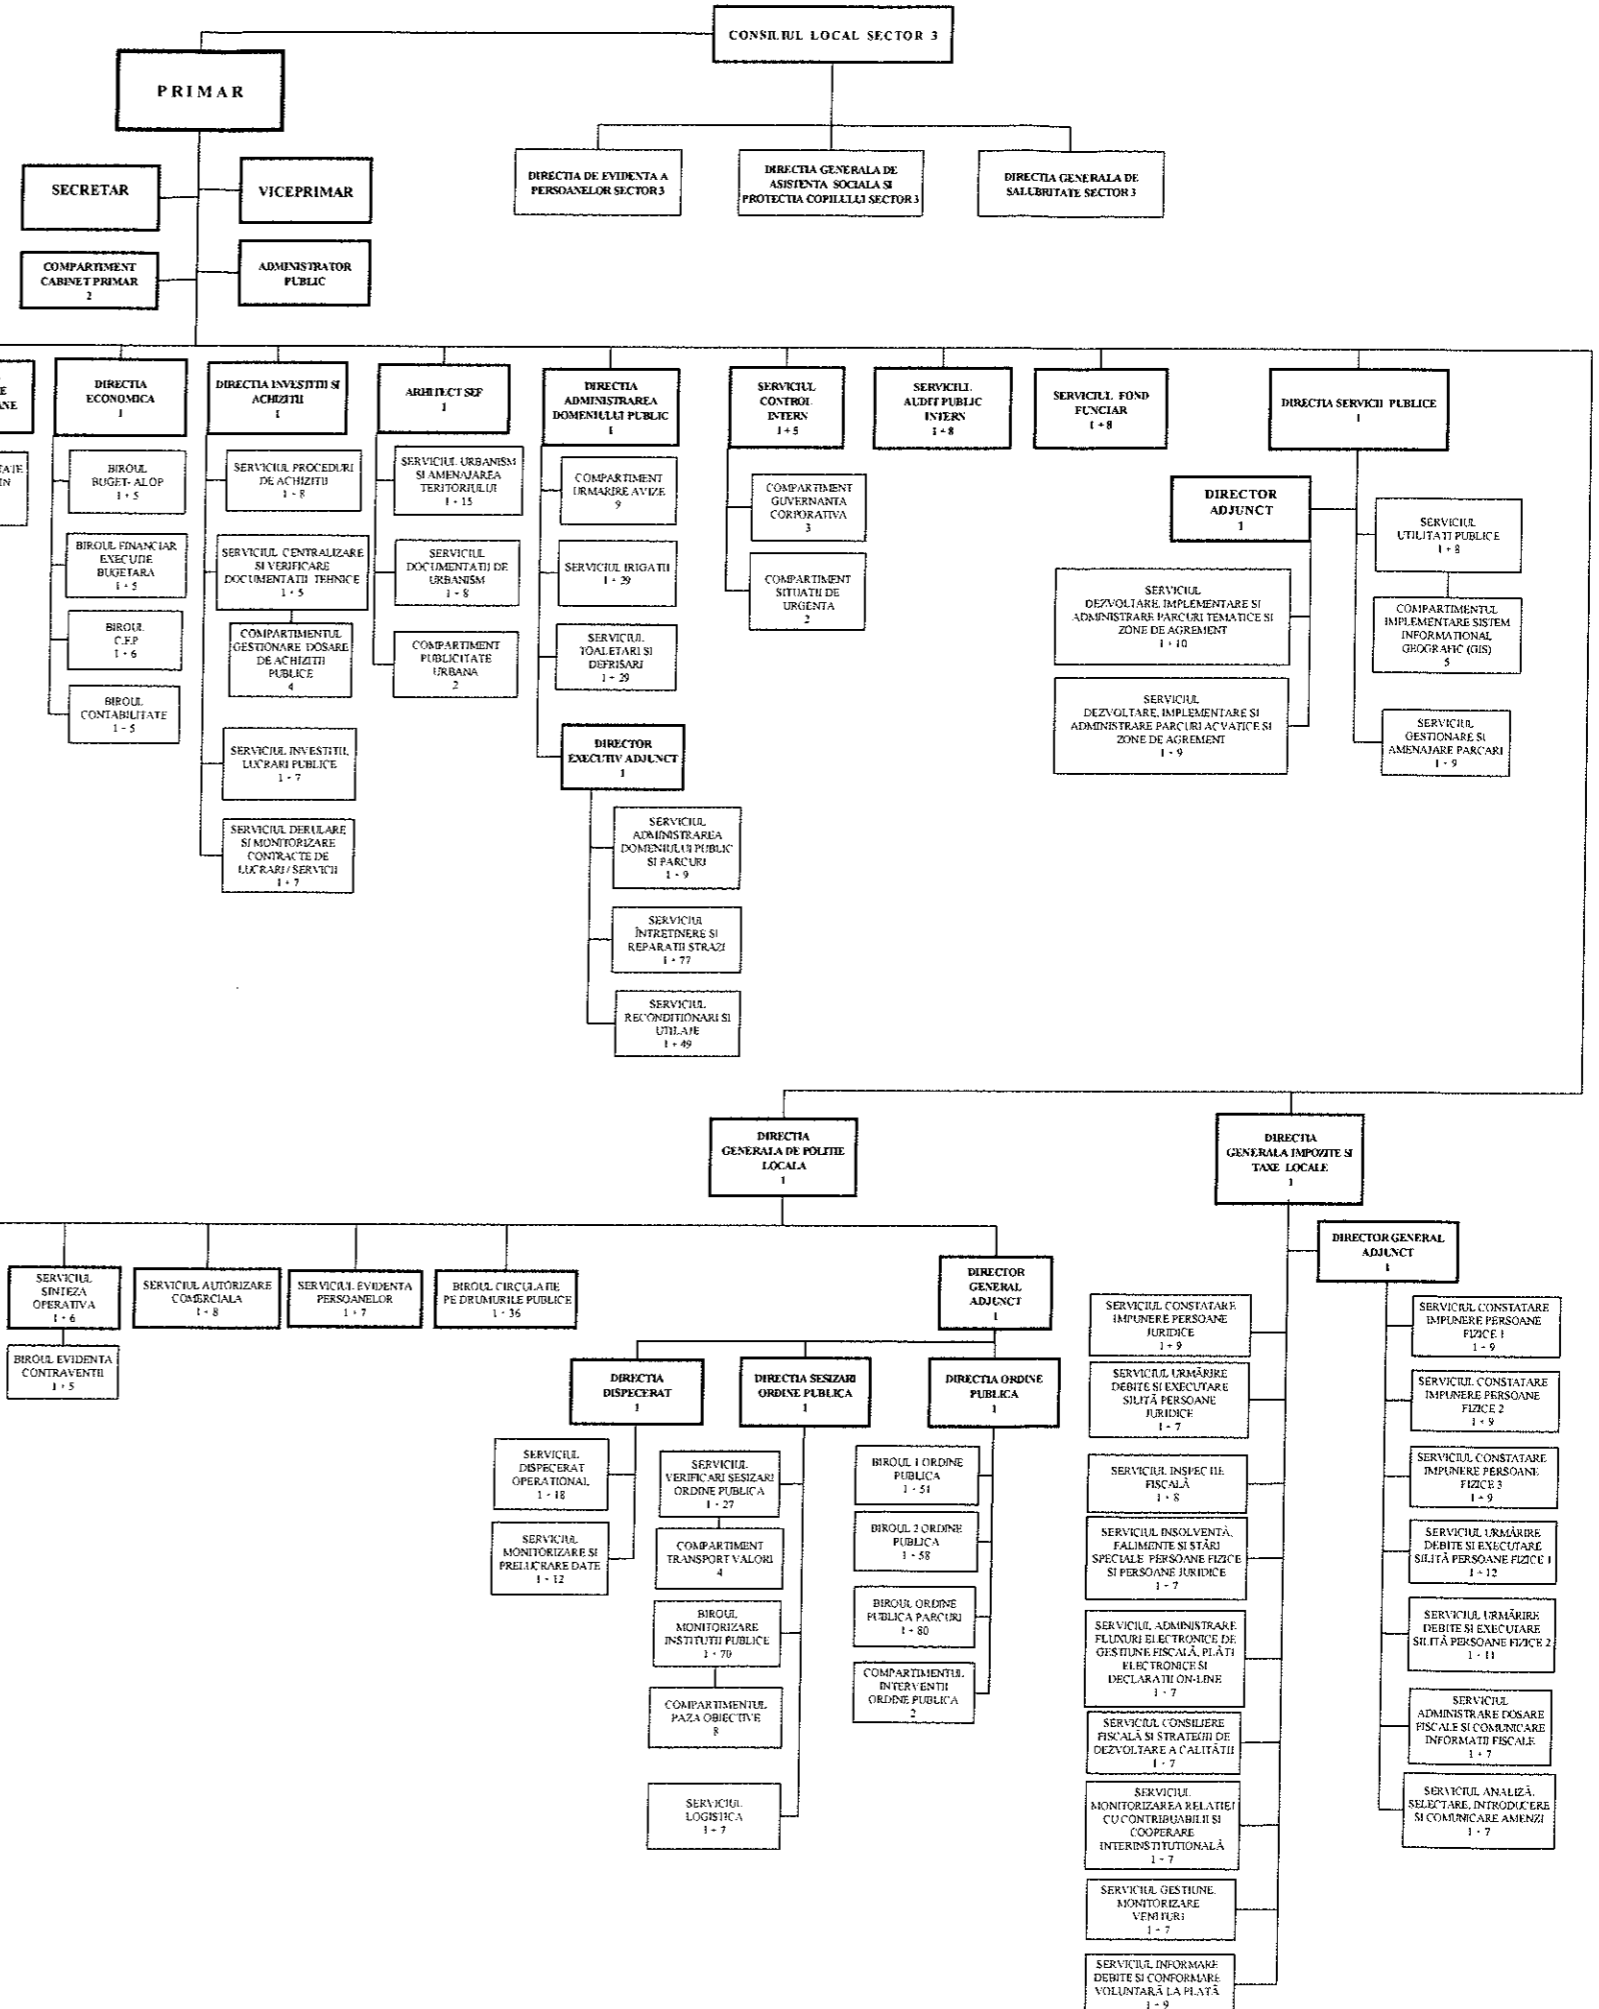 CONSILIUL LOCAL SECTOR 3
PRIMAR
SECRETAR
VICEPRIMAR
COMPARTIMENT
CABINET PRIMAR
2
ADMINISTRATOR
PUBLIC
DIRECTIA DE EVIDENTA A
PERSOANELOR SECTOR 3
DIRECTIA GENERALA DE
ASISTENTA SOCIALA SI
PROTECTIA COPILULUI SECTOR 3
DIRECTIA GENERALA DE
SALUBRITATE SECTOR 3
DIRECTIA
ECONOMICA
1
BIROUL
BUGET- ALOP
1 + 5
BIROUL FINANCIAR
EXECUTIE
BUGETARA
1 + 5
BIROUL
C.F.P
1 + 6
BIROUL
CONTABILITATE
1 - 5
DIRECTIA INVESTITII SI
ACHIZITII
1
SERVICIUL PROCEDURI
DE ACHIZITII
1 - 8
SERVICIUL CENTRALIZARE
SI VERIFICARE
DOCUMENTATII TEHNICE
1 + 5
COMPARTIMENTUL
GESTIONARE DOSARE
DE ACHIZITII
PUBLICE
4
SERVICIUL INVESTITII,
LUCRARI PUBLICE
1 - 7
SERVICIUL DERULARE
SI MONITORIZARE
CONTRACTE DE
LUCRARI / SERVICII
1 + 7
ARHITECT SEF
1
SERVICIUL URBANISM
SI AMENAJAREA
TERITORIULUI
1 + 15
SERVICIUL
DOCUMENTATII DE
URBANISM
1 - 8
COMPARTIMENT
PUBLICITATE
URBANA
2
DIRECTIA
ADMINISTRAREA
DOMENIULUI PUBLIC
1
COMPARTIMENT
URMARIRE AVIZE
9
SERVICIUL IRIGATII
1 + 29
SERVICIUL
TOALETARI SI
DEFRISARI
1 + 29
DIRECTOR
EXECUTIV ADJUNCT
1
SERVICIUL
ADMINISTRAREA
DOMENIULUI PUBLIC
SI PARCURI
1 + 9
SERVICIUL
ÎNTRETINERE SI
REPARATII STRAZI
1 + 77
SERVICIUL
RECONDITIONARI SI
UTILAJE
1 + 49
SERVICIUL
CONTROL
INTERN
1 + 5
COMPARTIMENT
GUVERNANTA
CORPORATIVA
3
COMPARTIMENT
SITUATII DE
URGENTA
2
SERVICIUL
AUDIT PUBLIC
INTERN
1 + 8
SERVICIUL FOND
FUNCIAR
1 + 8
DIRECTIA SERVICII PUBLICE
1
DIRECTOR
ADJUNCT
1
SERVICIUL
DEZVOLTARE, IMPLEMENTARE SI
ADMINISTRARE PARCURI TEMATICE SI
ZONE DE AGREMENT
1 + 10
SERVICIUL
DEZVOLTARE, IMPLEMENTARE SI
ADMINISTRARE PARCURI ACVATICE SI
ZONE DE AGREMENT
1 - 9
SERVICIUL
UTILITATI PUBLICE
1 + 8
COMPARTIMENTUL
IMPLEMENTARE SISTEM
INFORMATIONAL
GEOGRAFIC (GIS)
5
SERVICIUL
GESTIONARE SI
AMENAJARE PARCARI
1 - 9
DIRECTIA
GENERALA DE POLITIE
LOCALA
1
SERVICIUL
SINTEZA
OPERATIVA
1 - 6
BIROUL EVIDENTA
CONTRAVENTII
1 + 5
SERVICIUL AUTORIZARE
COMERCIALA
1 + 8
SERVICIUL EVIDENTA
PERSOANELOR
1 + 7
BIROUL CIRCULATIE
PE DRUMURILE PUBLICE
1 - 36
DIRECTOR
GENERAL
ADJUNCT
1
DIRECTIA
DISPECERAT
1
SERVICIUL
DISPECERAT
OPERATIONAL
1 - 18
SERVICIUL
MONITORIZARE SI
PRELUCRARE DATE
1 - 12
DIRECTIA SESIZARI
ORDINE PUBLICA
1
SERVICIUL
VERIFICARI SESIZARI
ORDINE PUBLICA
1 - 27
COMPARTIMENT
TRANSPORT VALORI
4
BIROUL
MONITORIZARE
INSTITUTII PUBLICE
1 - 70
COMPARTIMENTUL
PAZA OBIECTIVE
8
SERVICIUL
LOGISTICA
1 + 7
DIRECTIA ORDINE
PUBLICA
1
BIROUL 1 ORDINE
PUBLICA
1 - 51
BIROUL 2 ORDINE
PUBLICA
1 - 58
BIROUL ORDINE
PUBLICA PARCURI
1 + 80
COMPARTIMENTUL
INTERVENTII
ORDINE PUBLICA
2
DIRECTIA
GENERALA IMPOZITE SI
TAXE LOCALE
1
SERVICIUL CONSTATARE
IMPUNERE PERSOANE
JURIDICE
1 + 9
SERVICIUL URMĂRIRE
DEBITE SI EXECUTARE
SILITĂ PERSOANE
JURIDICE
1 - 7
SERVICIUL INSPECTIE
FISCALĂ
1 + 8
SERVICIUL INSOLVENTĂ,
FALIMENTE SI STĂRI
SPECIALE PERSOANE FIZICE
SI PERSOANE JURIDICE
1 - 7
SERVICIUL ADMINISTRARE
FLUXURI ELECTRONICE DE
GESTIUNE FISCALĂ, PLĂTI
ELECTRONICE SI
DECLARATII ON-LINE
1 - 7
SERVICIUL CONSILIERE
FISCALĂ SI STRATEGII DE
DEZVOLTARE A CALITĂTII
1 - 7
SERVICIUL
MONITORIZAREA RELATIEI
CU CONTRIBUABILII SI
COOPERARE
INTERINSTITUTIONALĂ
1 - 7
SERVICIUL GESTIUNE,
MONITORIZARE
VENITURI
1 - 7
SERVICIUL INFORMARE
DEBITE SI CONFORMARE
VOLUNTARĂ LA PLATĂ
1 - 9
DIRECTOR GENERAL
ADJUNCT
1
SERVICIUL CONSTATARE
IMPUNERE PERSOANE
FIZICE 1
1 - 9
SERVICIUL CONSTATARE
IMPUNERE PERSOANE
FIZICE 2
1 + 9
SERVICIUL CONSTATARE
IMPUNERE PERSOANE
FIZICE 3
1 + 9
SERVICIUL URMĂRIRE
DEBITE SI EXECUTARE
SILITĂ PERSOANE FIZICE 1
1 + 12
SERVICIUL URMĂRIRE
DEBITE SI EXECUTARE
SILITĂ PERSOANE FIZICE 2
1 - 11
SERVICIUL
ADMINISTRARE DOSARE
FISCALE SI COMUNICARE
INFORMATII FISCALE
1 + 7
SERVICIUL ANALIZĂ,
SELECTARE, INTRODUCERE
SI COMUNICARE AMENZI
1 - 7